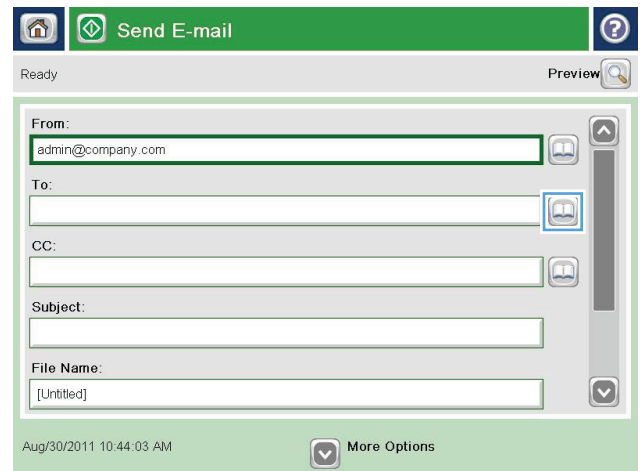 Send E-mail
?
Ready
Preview
From:
admin@company.com
To:
CC:
Subject:
File Name:
[Untitled]
Aug/30/2011 10:44:03 AM
More Options